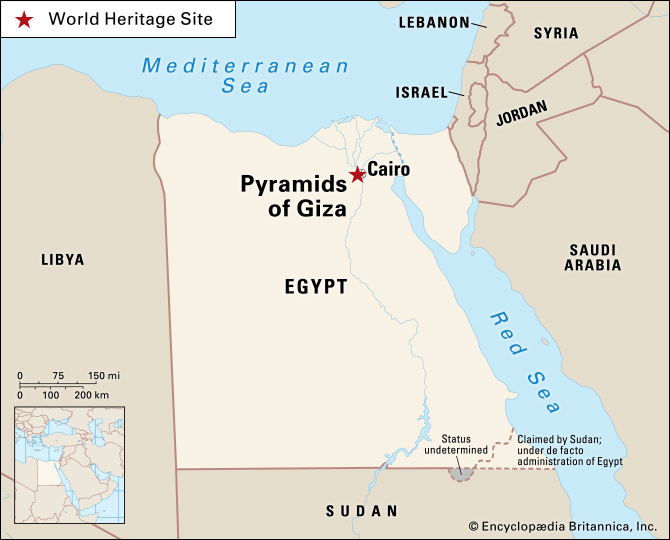 World Heritage Site
LEBANON
SYRIA
Mediterranean
Sea
ISRAEL
JORDAN
Cairo
Pyramids
of Giza
LIBYA
EGYPT
SAUDI
ARABIA
Red Sea
0 75 150 mi
0 100 200 km
Status
undetermined
Claimed by Sudan;
under de facto
administration of Egypt
SUDAN
© Encyclopædia Britannica, Inc.